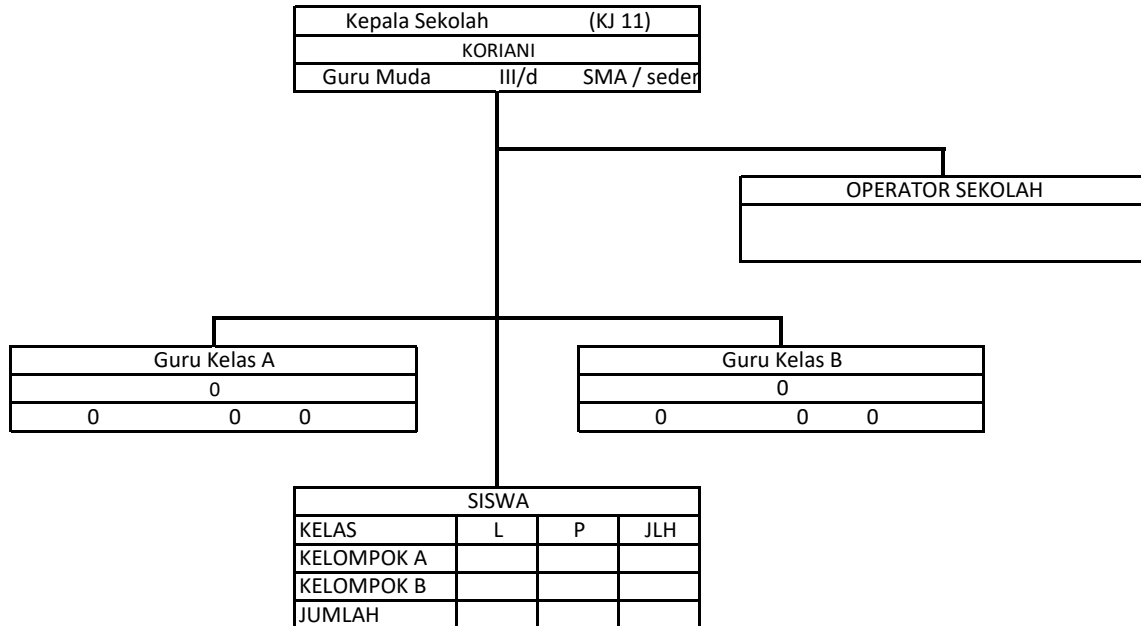 Kepala Sekolah (KJ 11)
KORIANI
Guru Muda III/d SMA / seder
OPERATOR SEKOLAH
Guru Kelas A
0
0 0 0
Guru Kelas B
0
0 0 0
SISWA
KELAS L P JLH
KELOMPOK A
KELOMPOK B
JUMLAH